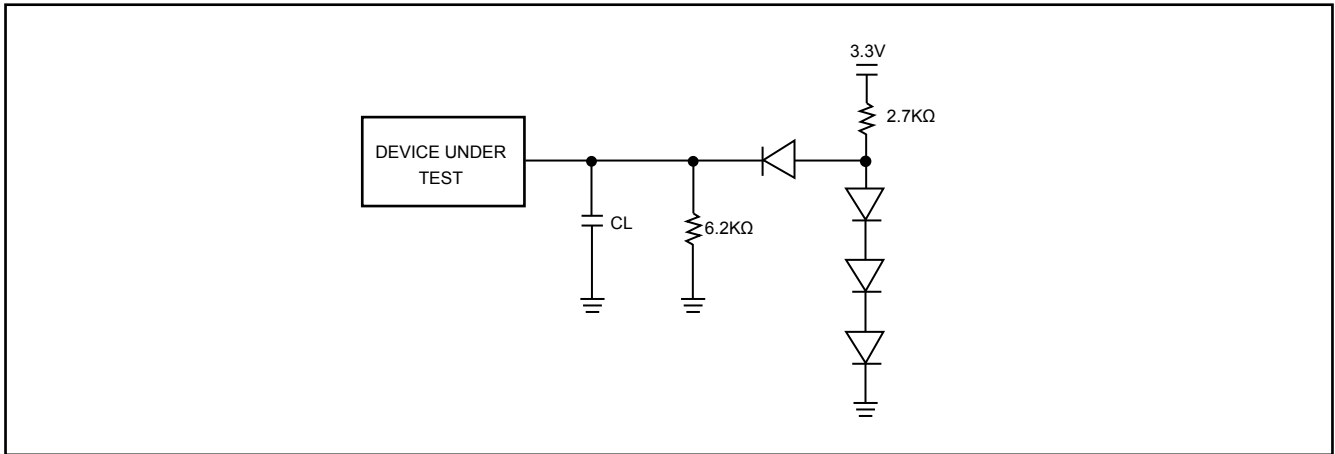 3.3V
2.7KΩ
DEVICE UNDER
TEST
CL
6.2KΩ